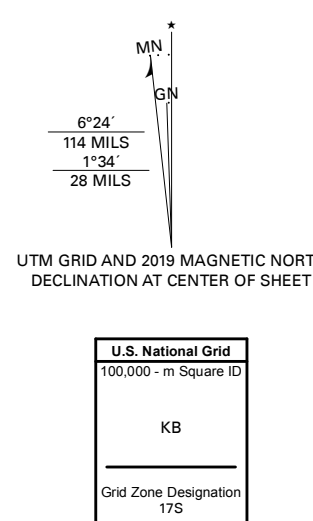 ★
MN
GN
6°24´
114 MILS
1°34´
28 MILS
UTM GRID AND 2019 MAGNETIC NORT
DECLINATION AT CENTER OF SHEET
U.S. National Grid
100,000 - m Square ID
KB
Grid Zone Designation
17S